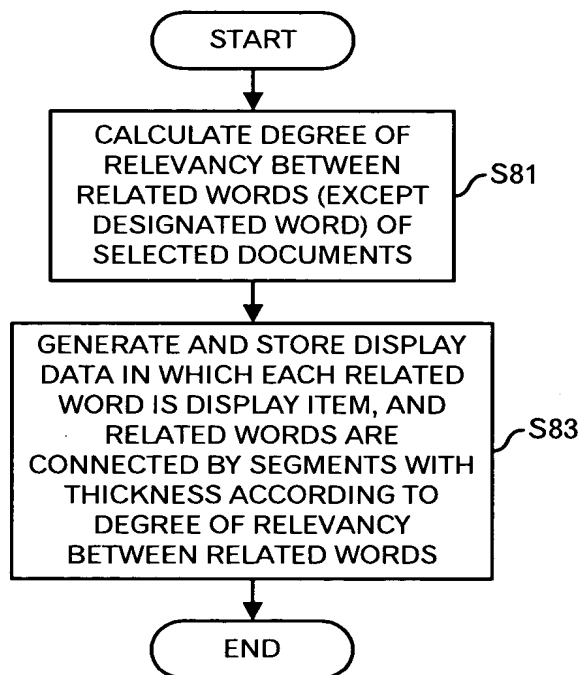 START
CALCULATE DEGREE OF
RELEVANCY BETWEEN
RELATED WORDS (EXCEPT
DESIGNATED WORD) OF
SELECTED DOCUMENTS
S81
GENERATE AND STORE DISPLAY
DATA IN WHICH EACH RELATED
WORD IS DISPLAY ITEM, AND
RELATED WORDS ARE
CONNECTED BY SEGMENTS WITH
THICKNESS ACCORDING TO
DEGREE OF RELEVANCY
BETWEEN RELATED WORDS
S83
END